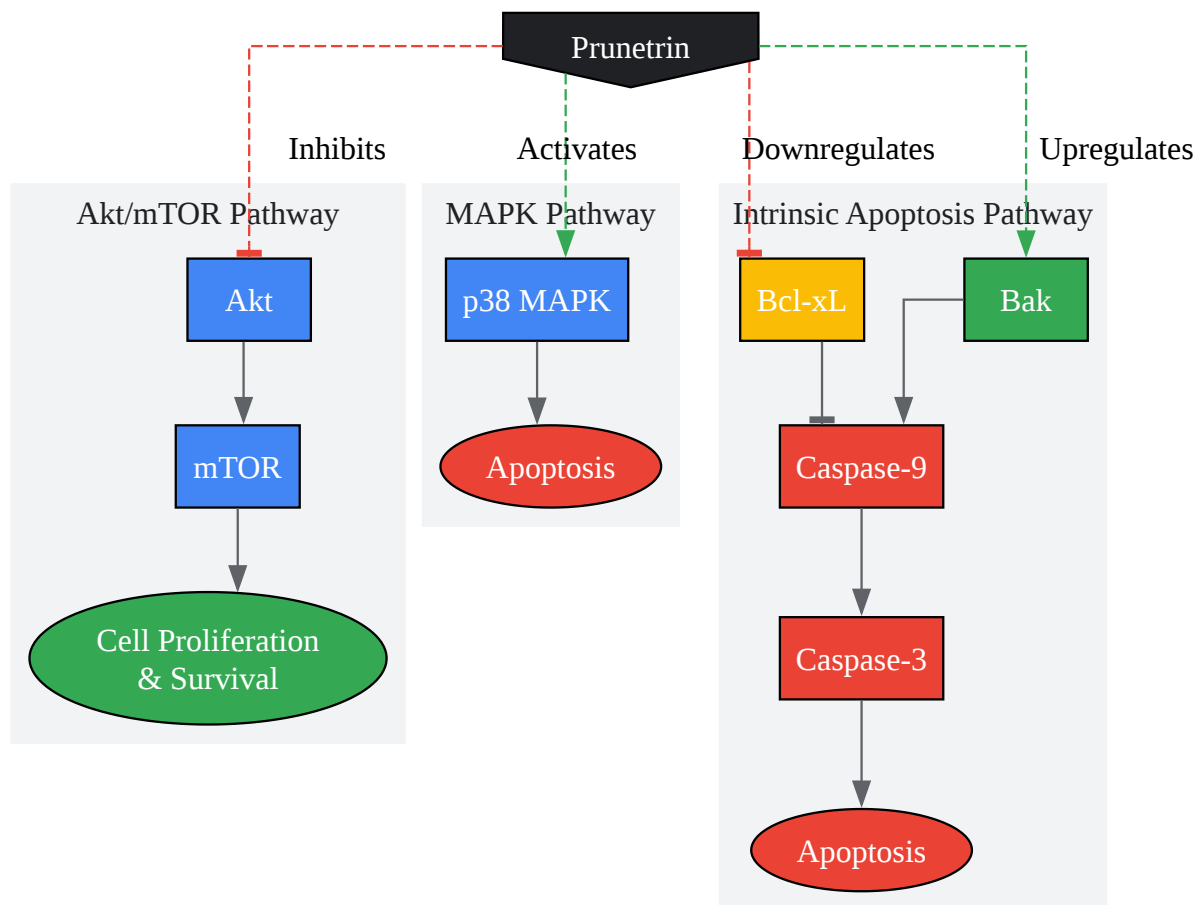 Prunetrin
Inhibits
Activates
Downregulates
Upregulates
Akt/mTOR Pathway
MAPK Pathway
Intrinsic Apoptosis Pathway
Akt
p38 MAPK
Bcl-xL
Bak
mTOR
Apoptosis
Caspase-9
Cell Proliferation
& Survival
Caspase-3
Apoptosis